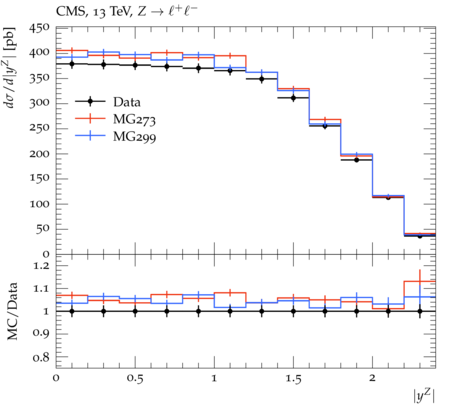 CMS, 13 TeV, Z → ℓ⁺ℓ⁻
dσ/d|y^Z| [pb]
450
400
350
300
250
200
150
100
50
0
Data
MG273
MG299
MC/Data
1.2
1.1
1
0.9
0.8
0 0.5 1 1.5 2
|y^Z|